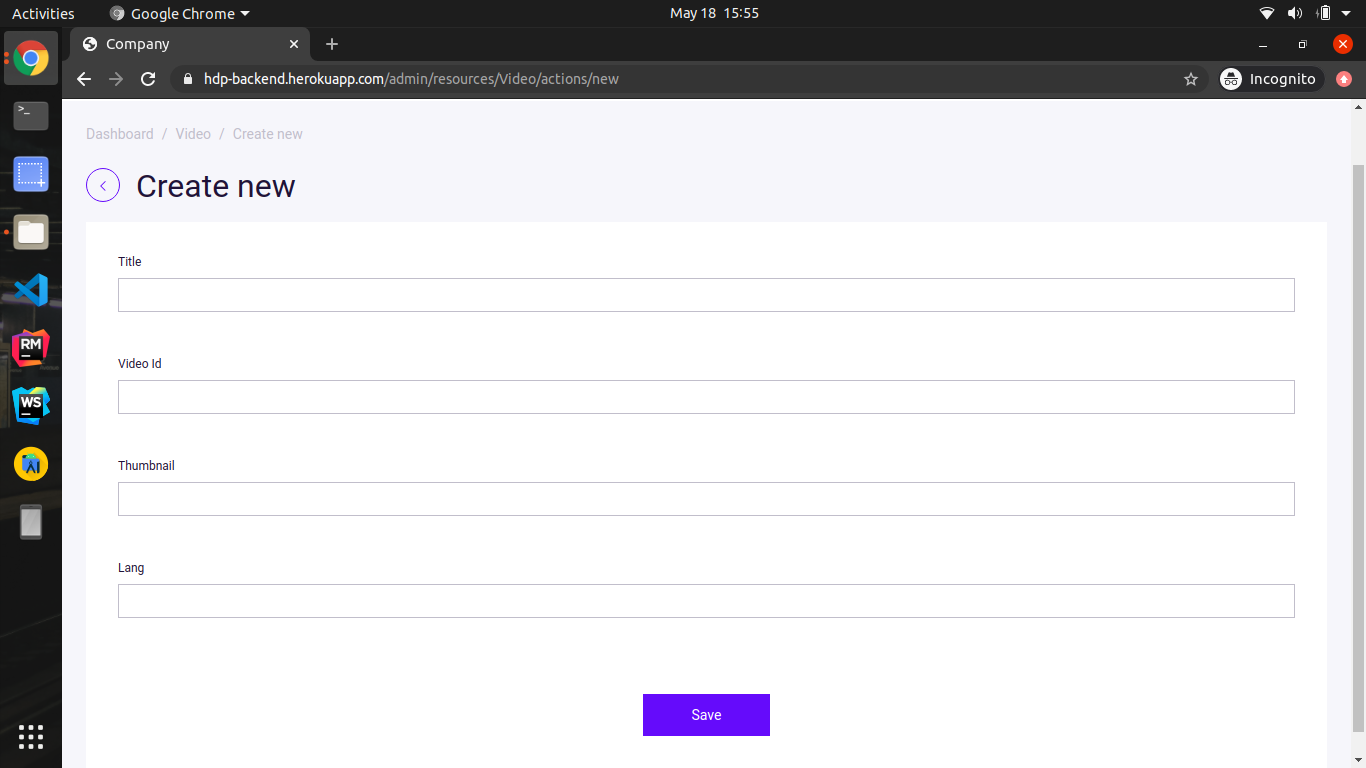 Activities Google Chrome May 18 15:55
Company
hdp-backend.herokuapp.com/admin/resources/Video/actions/new Incognito
Dashboard / Video / Create new
Create new
Title
Video Id
Thumbnail
Lang
Save
>_
RM
WS